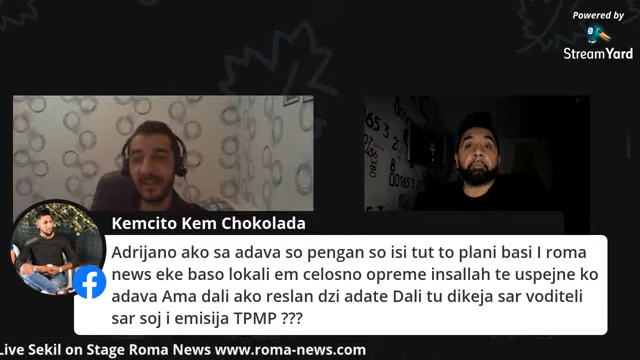 Powered by
StreamYard
Kemcito Kem Chokolada
Adrijano ako sa adava so pengan so isi tut to plani basi I roma
news eke baso lokali em celosno opreme insallah te uspejne ko
adava Ama dali ako reslan dzi adate Dali tu dikeja sar voditeli
sar soj i emisija TPMP ???
Live Sekil on Stage Roma News www.roma-news.com